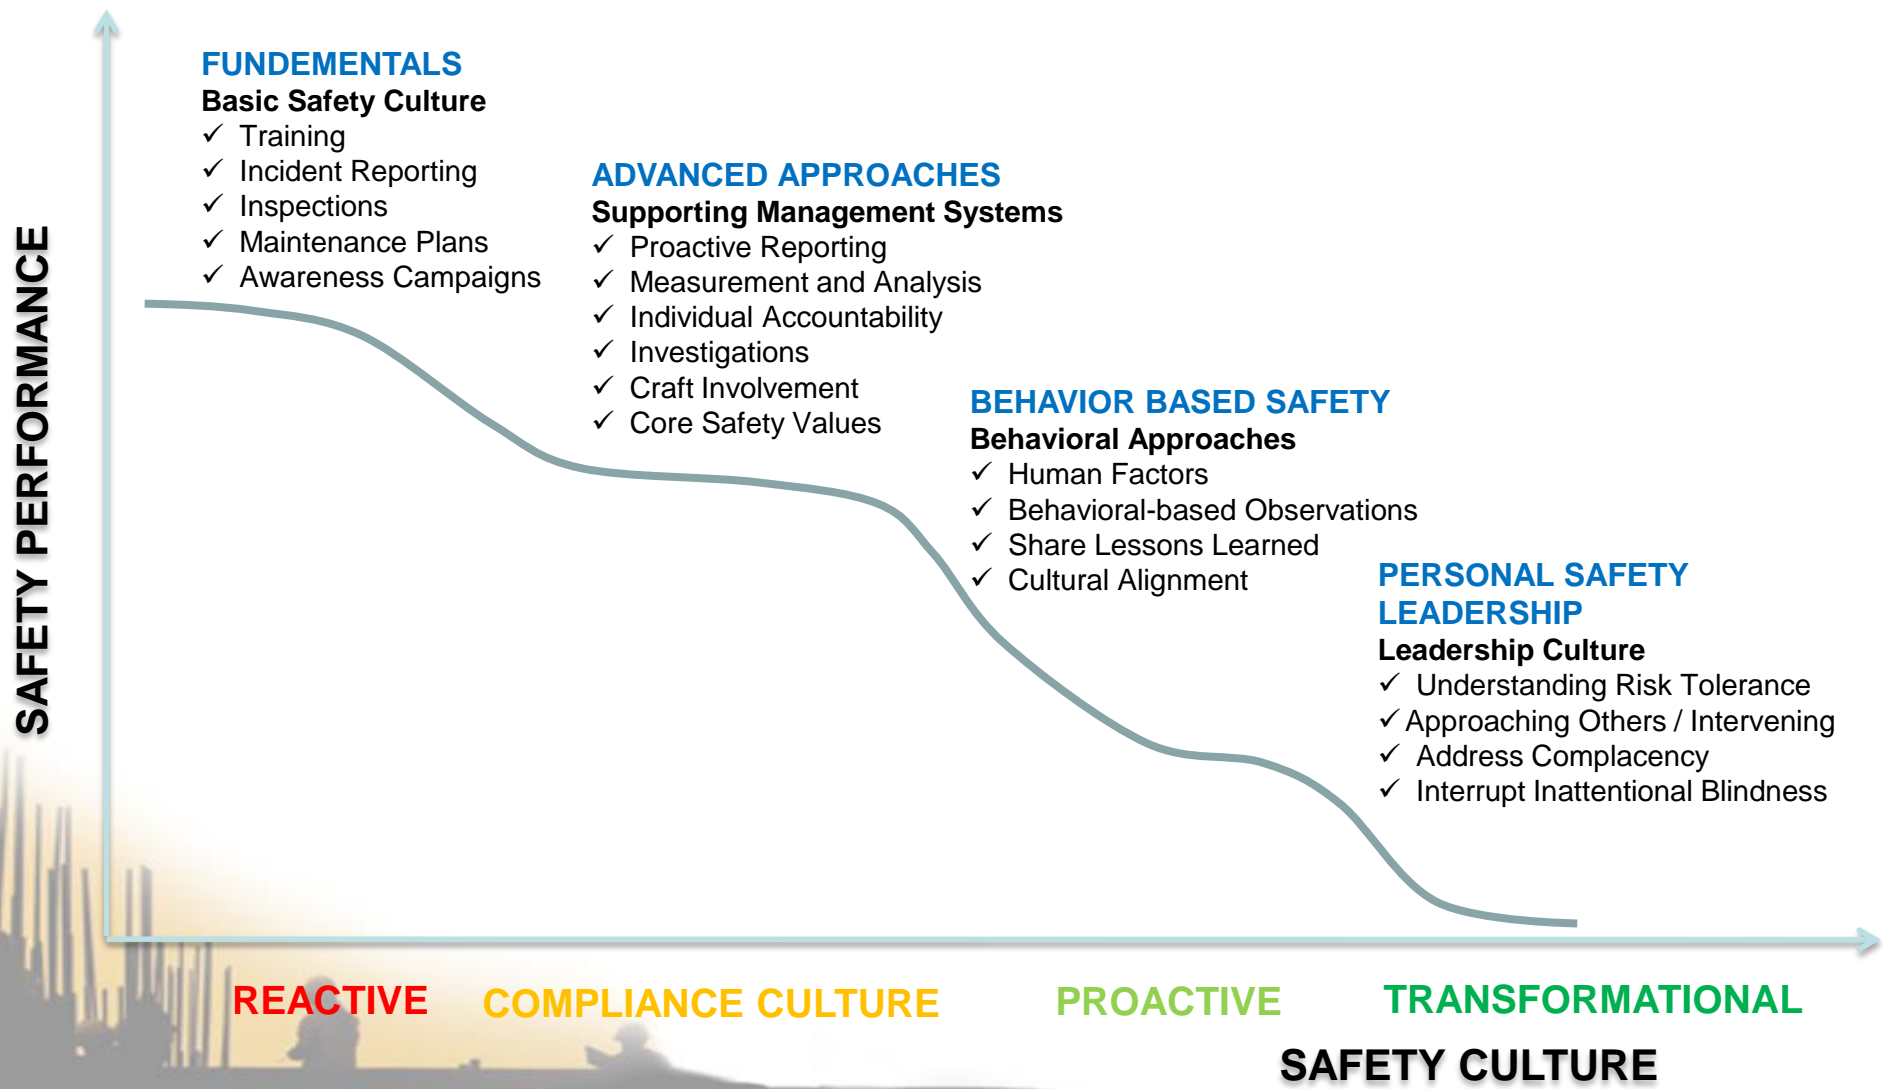 SAFETY PERFORMANCE
FUNDEMENTALS
Basic Safety Culture
✓ Training
✓ Incident Reporting
✓ Inspections
✓ Maintenance Plans
✓ Awareness Campaigns
ADVANCED APPROACHES
Supporting Management Systems
✓ Proactive Reporting
✓ Measurement and Analysis
✓ Individual Accountability
✓ Investigations
✓ Craft Involvement
✓ Core Safety Values
BEHAVIOR BASED SAFETY
Behavioral Approaches
✓ Human Factors
✓ Behavioral-based Observations
✓ Share Lessons Learned
✓ Cultural Alignment
PERSONAL SAFETY
LEADERSHIP
Leadership Culture
✓ Understanding Risk Tolerance
✓ Approaching Others / Intervening
✓ Address Complacency
✓ Interrupt Inattentional Blindness
REACTIVE
COMPLIANCE CULTURE
PROACTIVE
TRANSFORMATIONAL
SAFETY CULTURE